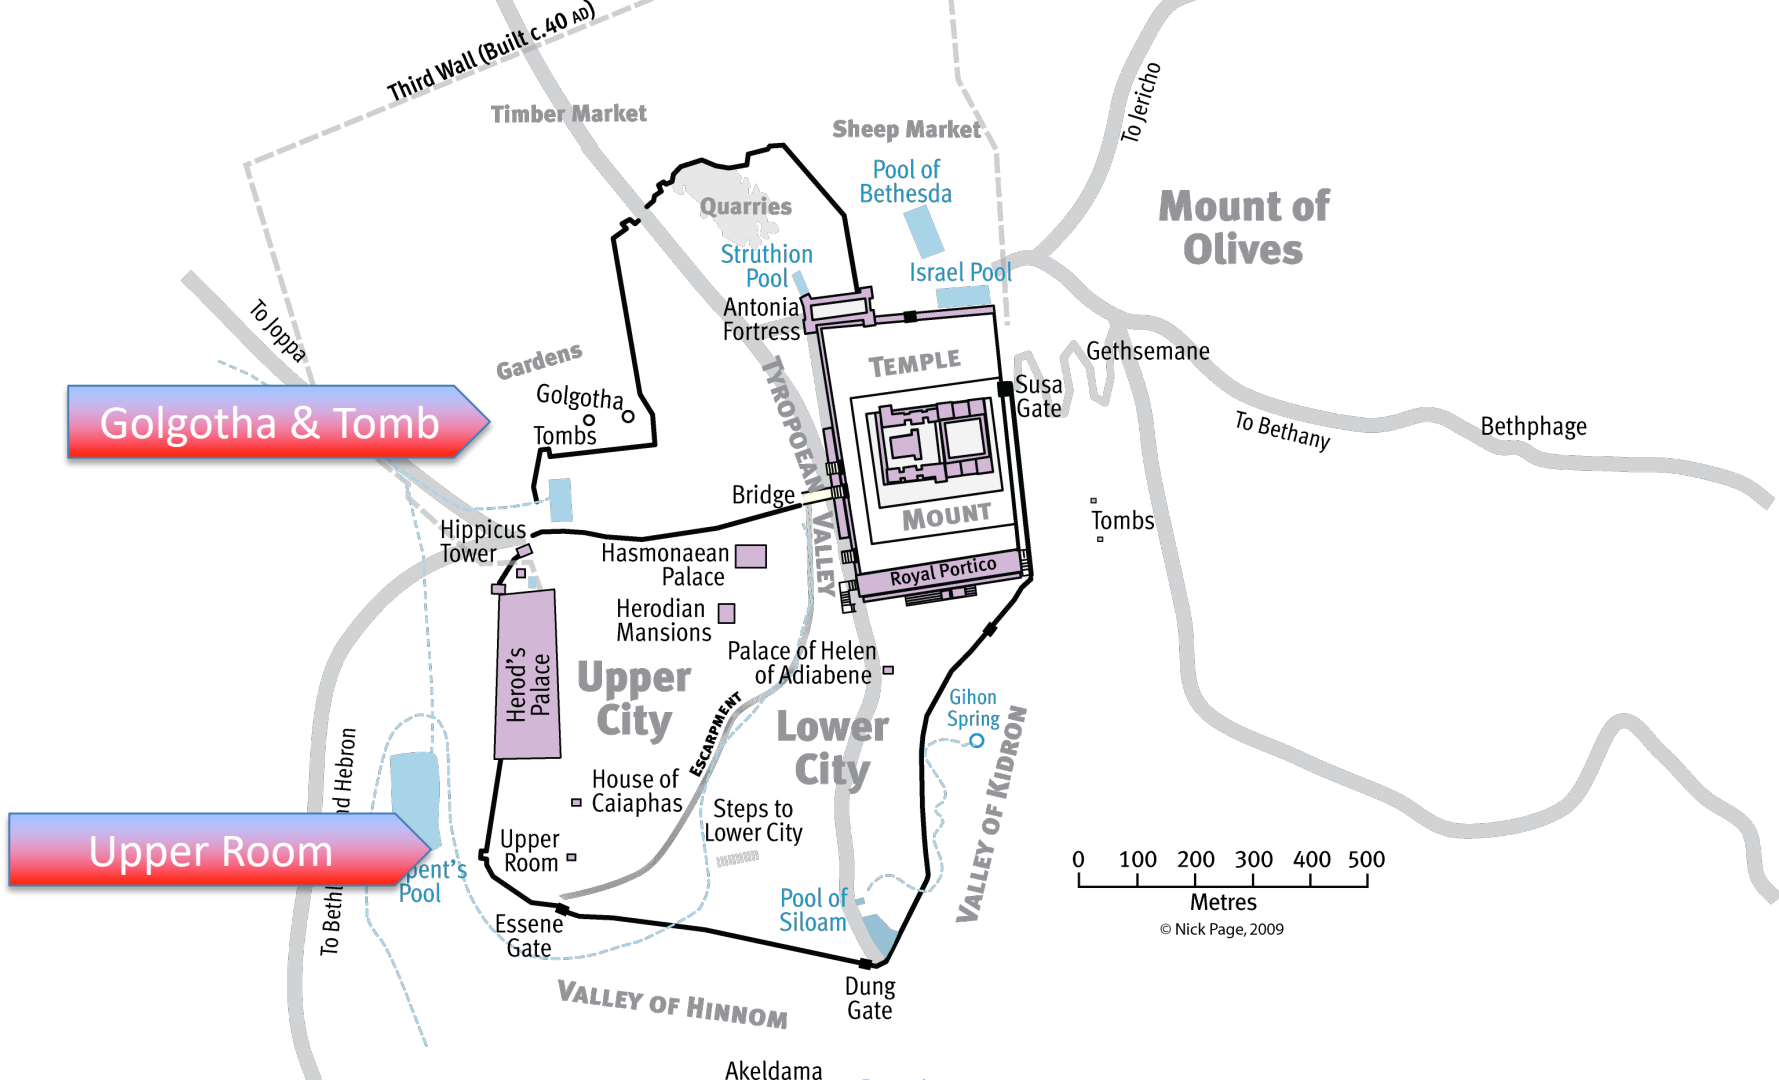 Third Wall (Built c.40 AD)
Timber Market
Sheep Market
To Jericho
Pool of
Bethesda
Mount of
Olives
Quarries
Struthion
Pool
Israel Pool
Antonia
Fortress
To Joppa
Gardens
Gethsemane
TEMPLE
Susa
Gate
Golgotha
Tombs
Golgotha & Tomb
To Bethany
Bethphage
TYROPOEAN VALLEY
Bridge
MOUNT
Tombs
Hippicus
Tower
Hasmonaean
Palace
Royal Portico
Herodian
Mansions
Herod's
Palace
Upper
City
Palace of Helen
of Adiabene
ESCARPMENT
Lower
City
Gihon
Spring
VALLEY OF KIDRON
House of
Caiaphas
Steps to
Lower City
Upper
Room
Upper Room
To Bethl nd Hebron
pent's
Pool
0 100 200 300 400 500
Metres
© Nick Page, 2009
Pool of
Siloam
Essene
Gate
Dung
Gate
VALLEY OF HINNOM
Akeldama